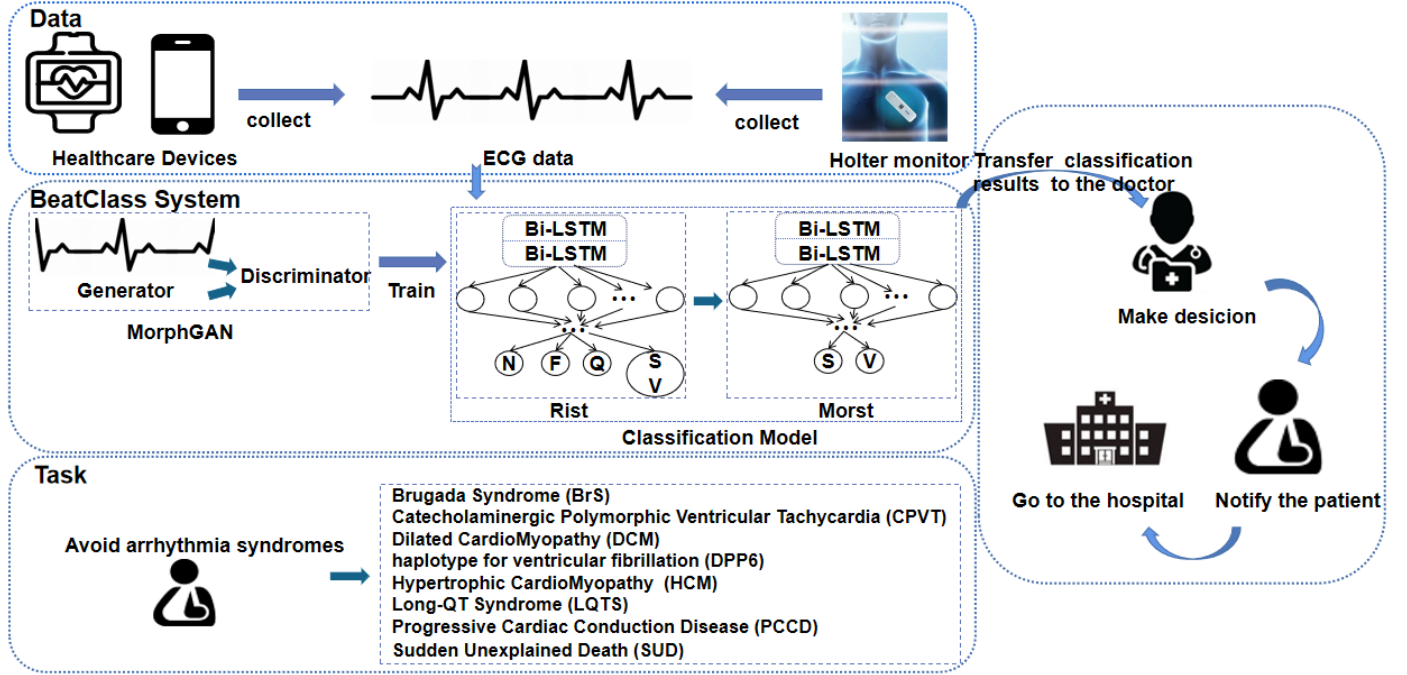 Data
collect
collect
Healthcare Devices
ECG data
Holter monitor
Transfer classification
results to the doctor
BeatClass System
Generator
Discriminator
MorphGAN
Train
Bi-LSTM
Bi-LSTM
...
...
N
F
Q
S
V
Rist
Bi-LSTM
Bi-LSTM
...
...
S
V
Morst
Classification Model
Make desicion
Notify the patient
Go to the hospital
Task
Avoid arrhythmia syndromes
Brugada Syndrome (BrS)
Catecholaminergic Polymorphic Ventricular Tachycardia (CPVT)
Dilated CardioMyopathy (DCM)
haplotype for ventricular fibrillation (DPP6)
Hypertrophic CardioMyopathy (HCM)
Long-QT Syndrome (LQTS)
Progressive Cardiac Conduction Disease (PCCD)
Sudden Unexplained Death (SUD)